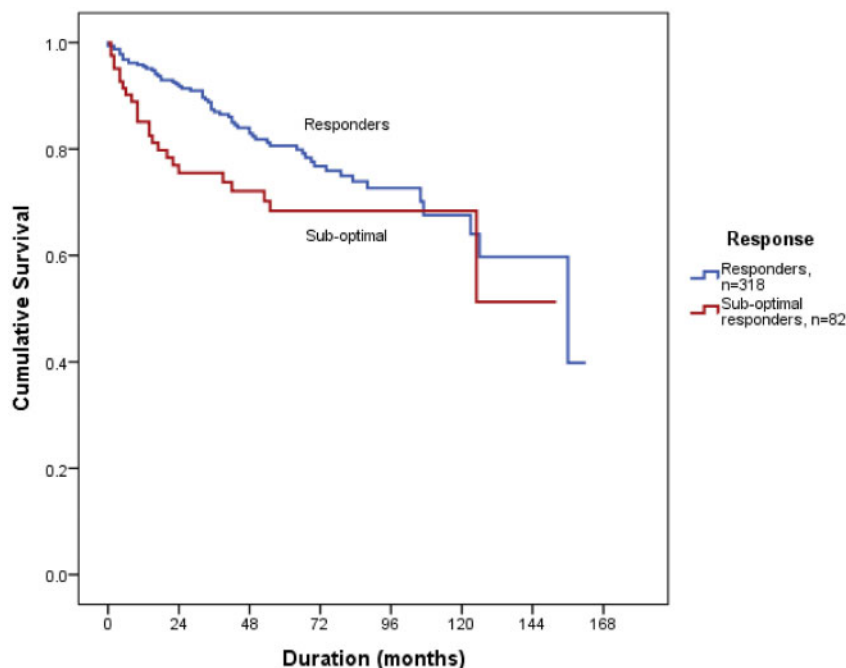 1.0
0.8
0.6
0.4
0.2
0.0
Cumulative Survival
Responders
Sub-optimal
0 24 48 72 96 120 144 168
Duration (months)
Response
Responders,
n=318
Sub-optimal
responders, n=82